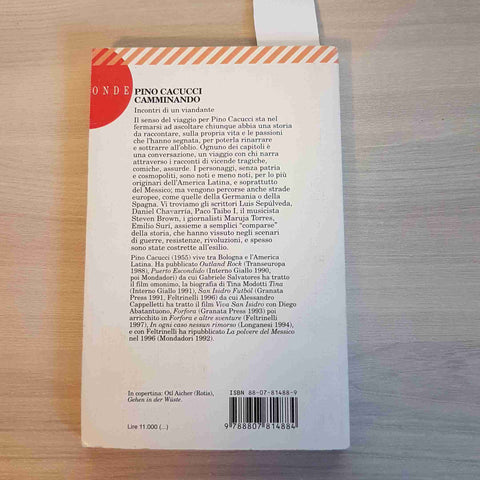 ONDE
PINO CACUCCI
CAMMINANDO
Incontri di un viandante
Il senso del viaggio per Pino Cacucci sta nel
fermarsi ad ascoltare chiunque abbia una storia
da raccontare, sulla propria vita e le passioni
che l'hanno segnata, per poterla rinarrare
e sottrarre all'oblio. Ognuno dei capitoli è
una conversazione, un viaggio con chi narra
attraverso i racconti di vicende tragiche,
comiche, assurde. I personaggi, senza patria
e cosmopoliti, sono noti e meno noti, per lo più
originari dell'America Latina, e soprattutto
del Messico; ma vengono percorse anche strade
europee, come quelle della Germania o della
Spagna. Vi troviamo gli scrittori Luis Sepúlveda,
Daniel Chavarría, Paco Taibo I, il musicista
Steven Brown, i giornalisti Maruja Torres,
Emilio Surí, assieme a semplici "comparse"
della storia, che hanno vissuto negli scenari
di guerre, resistenze, rivoluzioni, e spesso
sono state costrette all'esilio.
Pino Cacucci (1955) vive tra Bologna e l'America
Latina. Ha pubblicato Outland Rock (Transeuropa
1988), Puerto Escondido (Interno Giallo 1990,
poi Mondadori) da cui Gabriele Salvatores ha tratto
il film omonimo, la biografia di Tina Modotti Tina
(Interno Giallo 1991), San Isidro Futból (Granata
Press 1991, Feltrinelli 1996) da cui Alessandro
Cappelletti ha tratto il film Viva San Isidro con Diego
Abatantuono, Forfora (Granata Press 1993) poi
arricchito in Forfora e altre sventure (Feltrinelli
1997), In ogni caso nessun rimorso (Longanesi 1994),
e con Feltrinelli ha ripubblicato La polvere del Messico
nel 1996 (Mondadori 1992).
In copertina: Otl Aicher (Rotis),
Gehen in der Wüste.
Lire 11.000 (...)
ISBN 88-07-81488-9
9 788807 814884